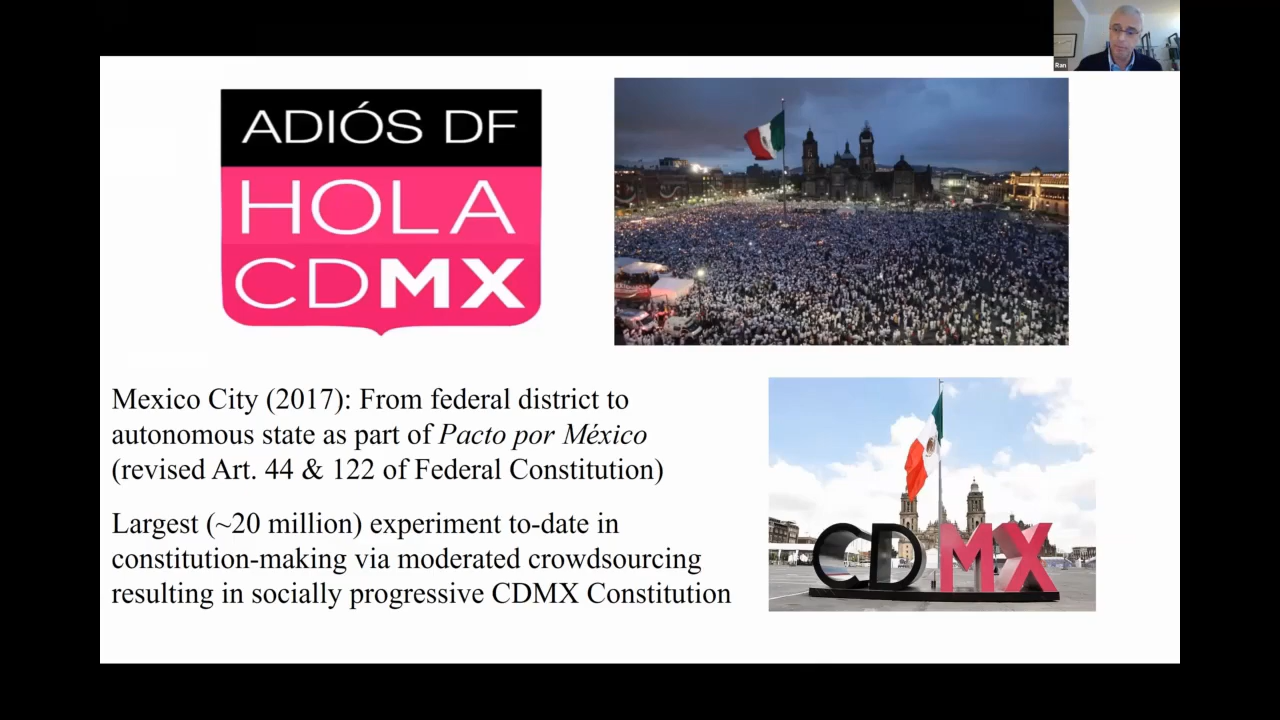 Ran
ADIÓS DF
HOLA
CDMX
Mexico City (2017): From federal district to
autonomous state as part of Pacto por México
(revised Art. 44 & 122 of Federal Constitution)
Largest (~20 million) experiment to-date in
constitution-making via moderated crowdsourcing
resulting in socially progressive CDMX Constitution
CDMX